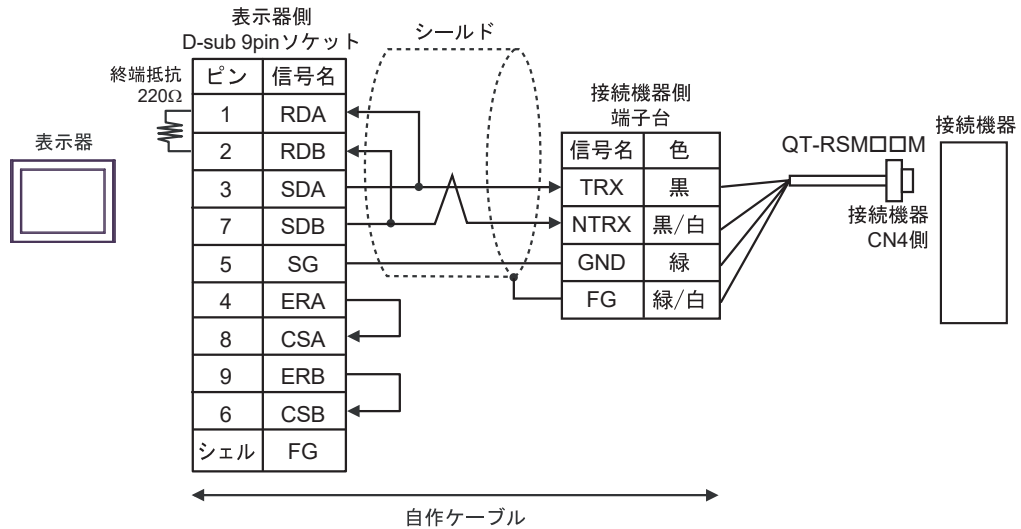 表示器側
D-sub 9pinソケット
シールド
終端抵抗
220Ω
ピン 信号名
1 RDA
2 RDB
3 SDA
7 SDB
5 SG
4 ERA
8 CSA
9 ERB
6 CSB
シェル FG
表示器
接続機器側
端子台
信号名 色
TRX 黒
NTRX 黒/白
GND 緑
FG 緑/白
QT-RSM□□M
接続機器
CN4側
接続機器
自作ケーブル